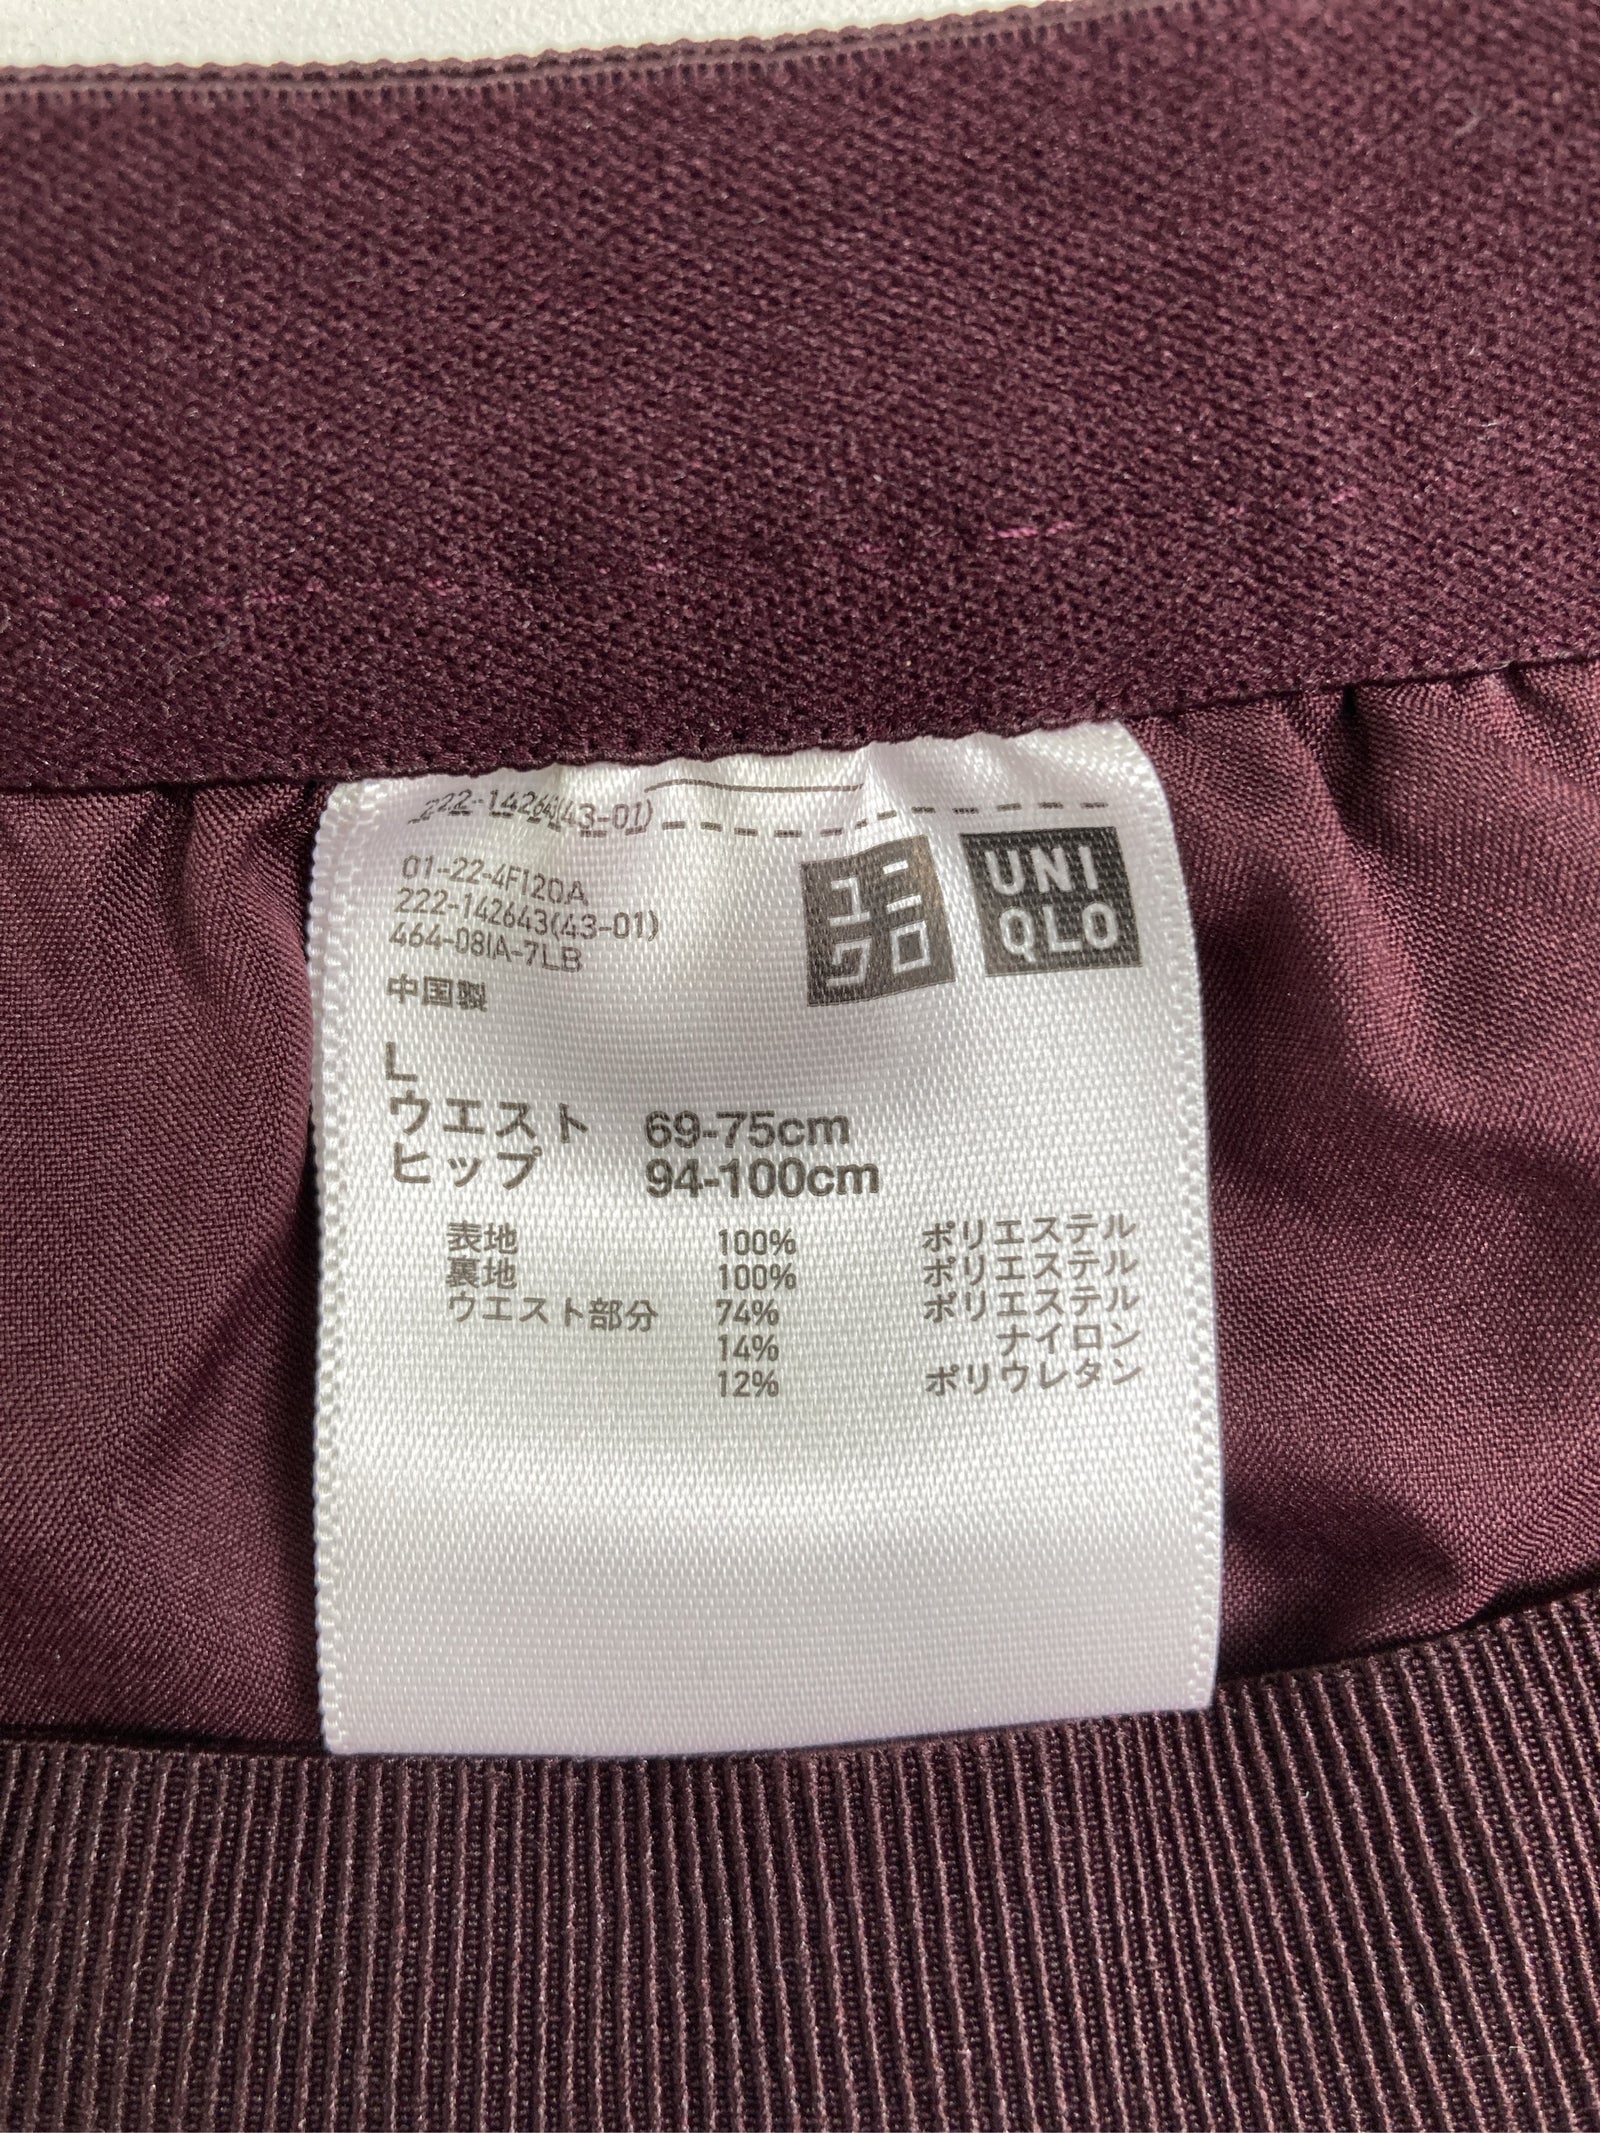 222-142643(43-01)
01-22-4F120A
222-142643(43-01)
464-081A-7LB
中国製
ユニクロ
UNIQLO
L
ウエスト 69-75cm
ヒップ 94-100cm
表地 100% ポリエステル
裏地 100% ポリエステル
ウエスト部分 74% ポリエステル
14% ナイロン
12% ポリウレタン